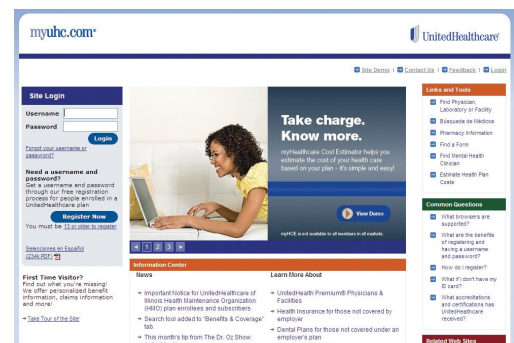 myuhc.com®
UnitedHealthcare®
Site Demo | Contact Us | Feedback | Login
Site Login
Username
Password
Login
Forgot your username or
password?
Need a username and
password?
Get a username and password
through our free registration
process for people enrolled in a
UnitedHealthcare plan
Register Now
You must be 13 or older to register
Selecciones en Español
(234k PDF)
First Time Visitor?
Find out what you're missing!
We offer personalized benefit
information, claims information
and more!
Take Tour of the Site!
Take charge.
Know more.
myHealthcare Cost Estimator helps you
estimate the cost of your health care
based on your plan - it's simple and easy!
View Demo
myHCE is not available to all members in all markets.
1 2 3
Information Center
News
Important Notice for UnitedHealthcare of
Illinois Health Maintenance Organization
(HMO) plan enrollees and subscribers
Search tool added to "Benefits & Coverage"
tab.
This month's tip from The Dr. Oz Show:
Learn More About
UnitedHealth Premium® Physicians &
Facilities
Health Insurance for those not covered by
employer
Dental Plans for those not covered under an
employer's plan
Links and Tools
Find Physician,
Laboratory or Facility
Búsqueda de Médicos
Pharmacy Information
Find a Form
Find Mental Health
Clinician
Estimate Health Plan
Costs
Common Questions
What browsers are
supported?
What are the benefits
of registering and
having a username
and password?
How do I register?
What if I don't have my
ID card?
What accreditations
and certifications has
UnitedHealthcare
received?
Related Web Sites